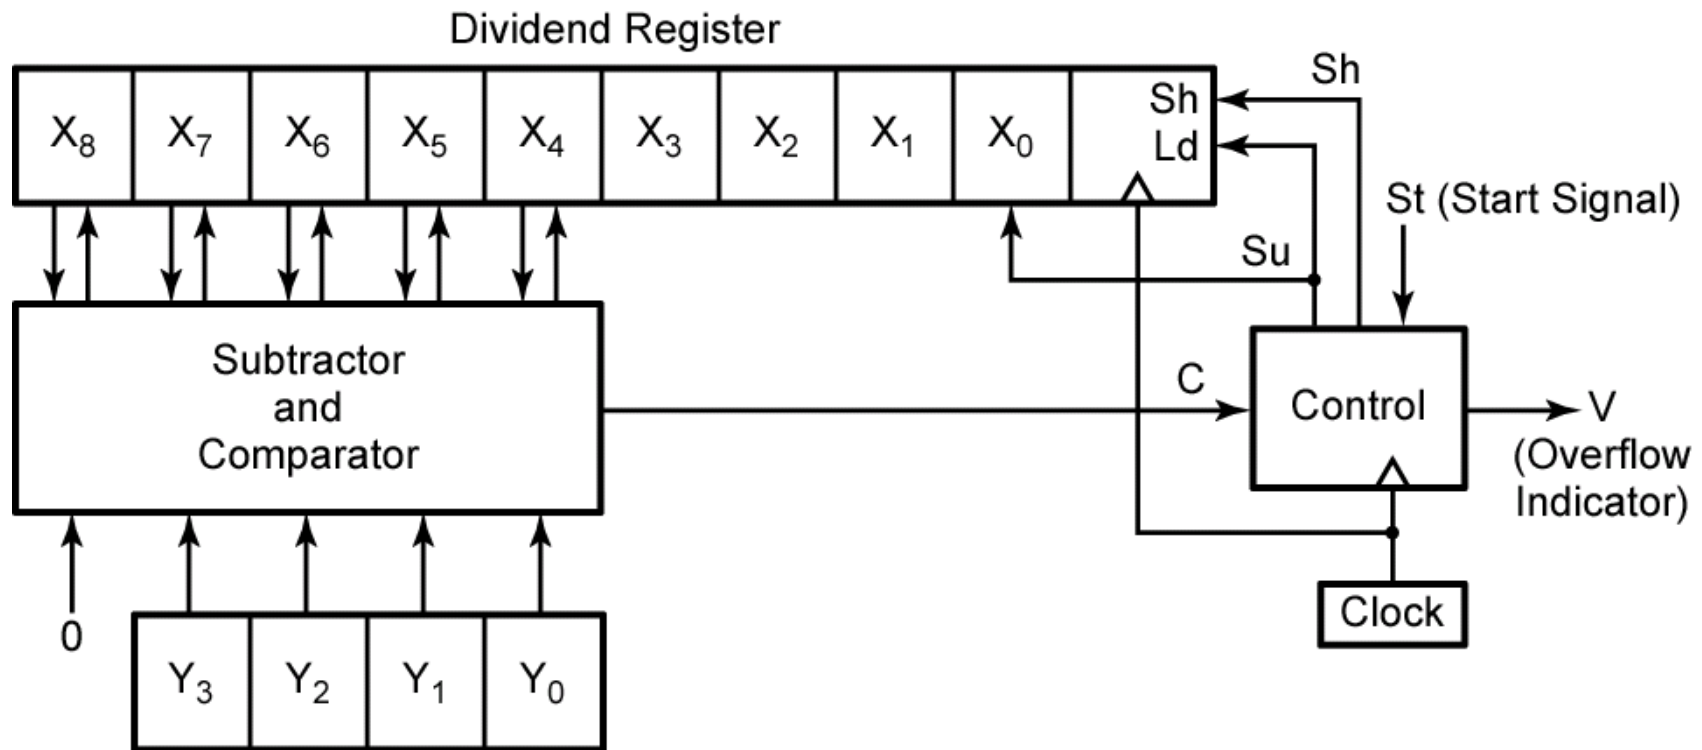 Dividend Register
Sh
X8 X7 X6 X5 X4 X3 X2 X1 X0 Sh
Ld
St (Start Signal)
Su
Subtractor
and
Comparator
C
Control
V
(Overflow
Indicator)
0
Clock
Y3 Y2 Y1 Y0